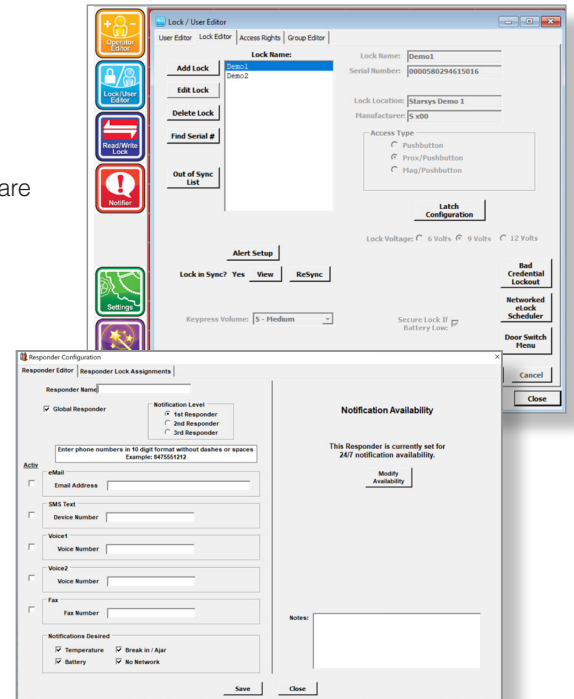 are
Operator
Editor
Lock/User
Editor
Read/Write
Lock
Notifier
Settings
Lock / User Editor
User Editor Lock Editor Access Rights Group Editor
Lock Name:
Add Lock
Edit Lock
Delete Lock
Find Serial #
Out of Sync
List
Demo1
Demo2
Lock Name: Demo1
Serial Number: 0000580294615016
Lock Location: Starsys Demo 1
Manufacturer: S x00
Access Type
Pushbutton
Prox/Pushbutton
Mag/Pushbutton
Latch
Configuration
Lock Voltage: 6 Volts 9 Volts 12 Volts
Alert Setup
Lock in Sync? Yes View ReSync
Keypress Volume: 5 - Medium
Secure Lock If
Battery Low:
Bad
Credential
Lockout
Networked
eLock
Scheduler
Door Switch
Menu
Cancel
Close
Responder Configuration
Responder Editor Responder Lock Assignments
Responder Name
Global Responder
Notification Level
1st Responder
2nd Responder
3rd Responder
Enter phone numbers in 10 digit format without dashes or spaces
Example: 8475551212
Activ
eMail
Email Address
SMS Text
Device Number
Voice1
Voice Number
Voice2
Voice Number
Fax
Fax Number
Notifications Desired
Temperature Break in / Ajar
Battery No Network
Notification Availability
This Responder is currently set for
24/7 notification availability.
Modify
Availability
Notes:
Save Close